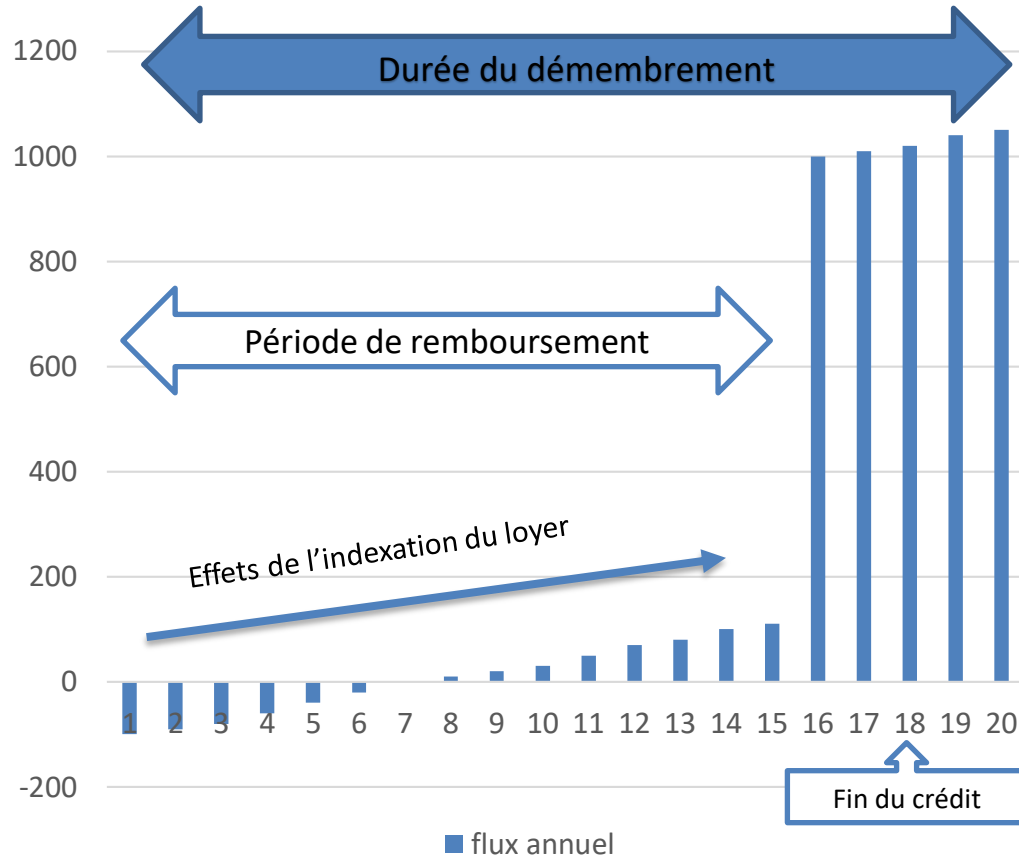 Durée du démembrement
1200
1000
800
Période de remboursement
600
400
Effets de l'indexation du loyer
200
0
1 2 3 4 5 6 7 8 9 10 11 12 13 14 15 16 17 18 19 20
-200
Fin du crédit
flux annuel